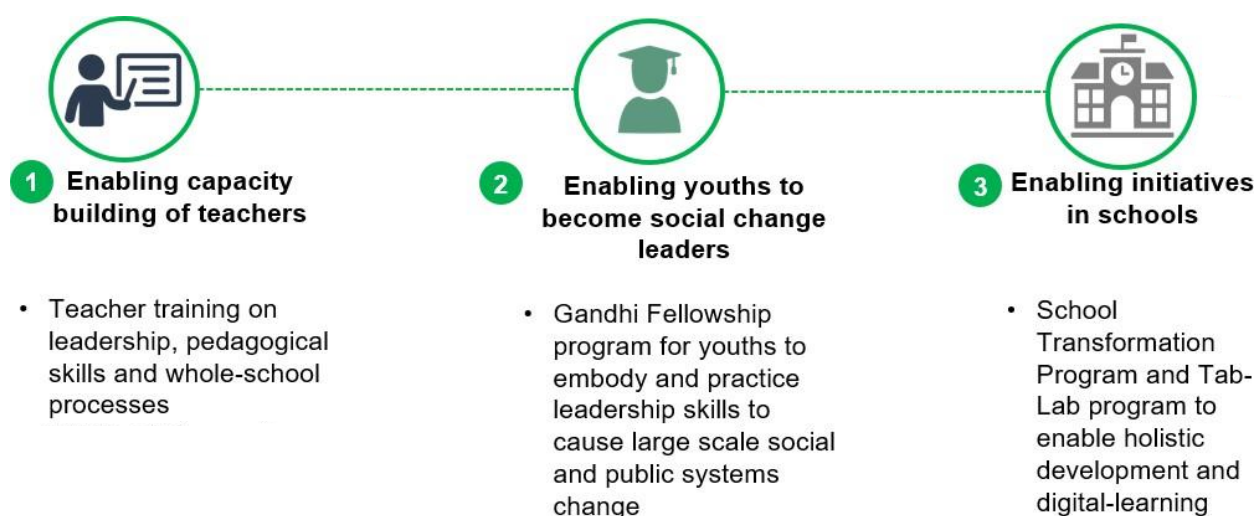 1 Enabling capacity
building of teachers
• Teacher training on
leadership, pedagogical
skills and whole-school
processes
2 Enabling youths to
become social change
leaders
• Gandhi Fellowship
program for youths to
embody and practice
leadership skills to
cause large scale social
and public systems
change
3 Enabling initiatives
in schools
• School
Transformation
Program and Tab-
Lab program to
enable holistic
development and
digital-learning